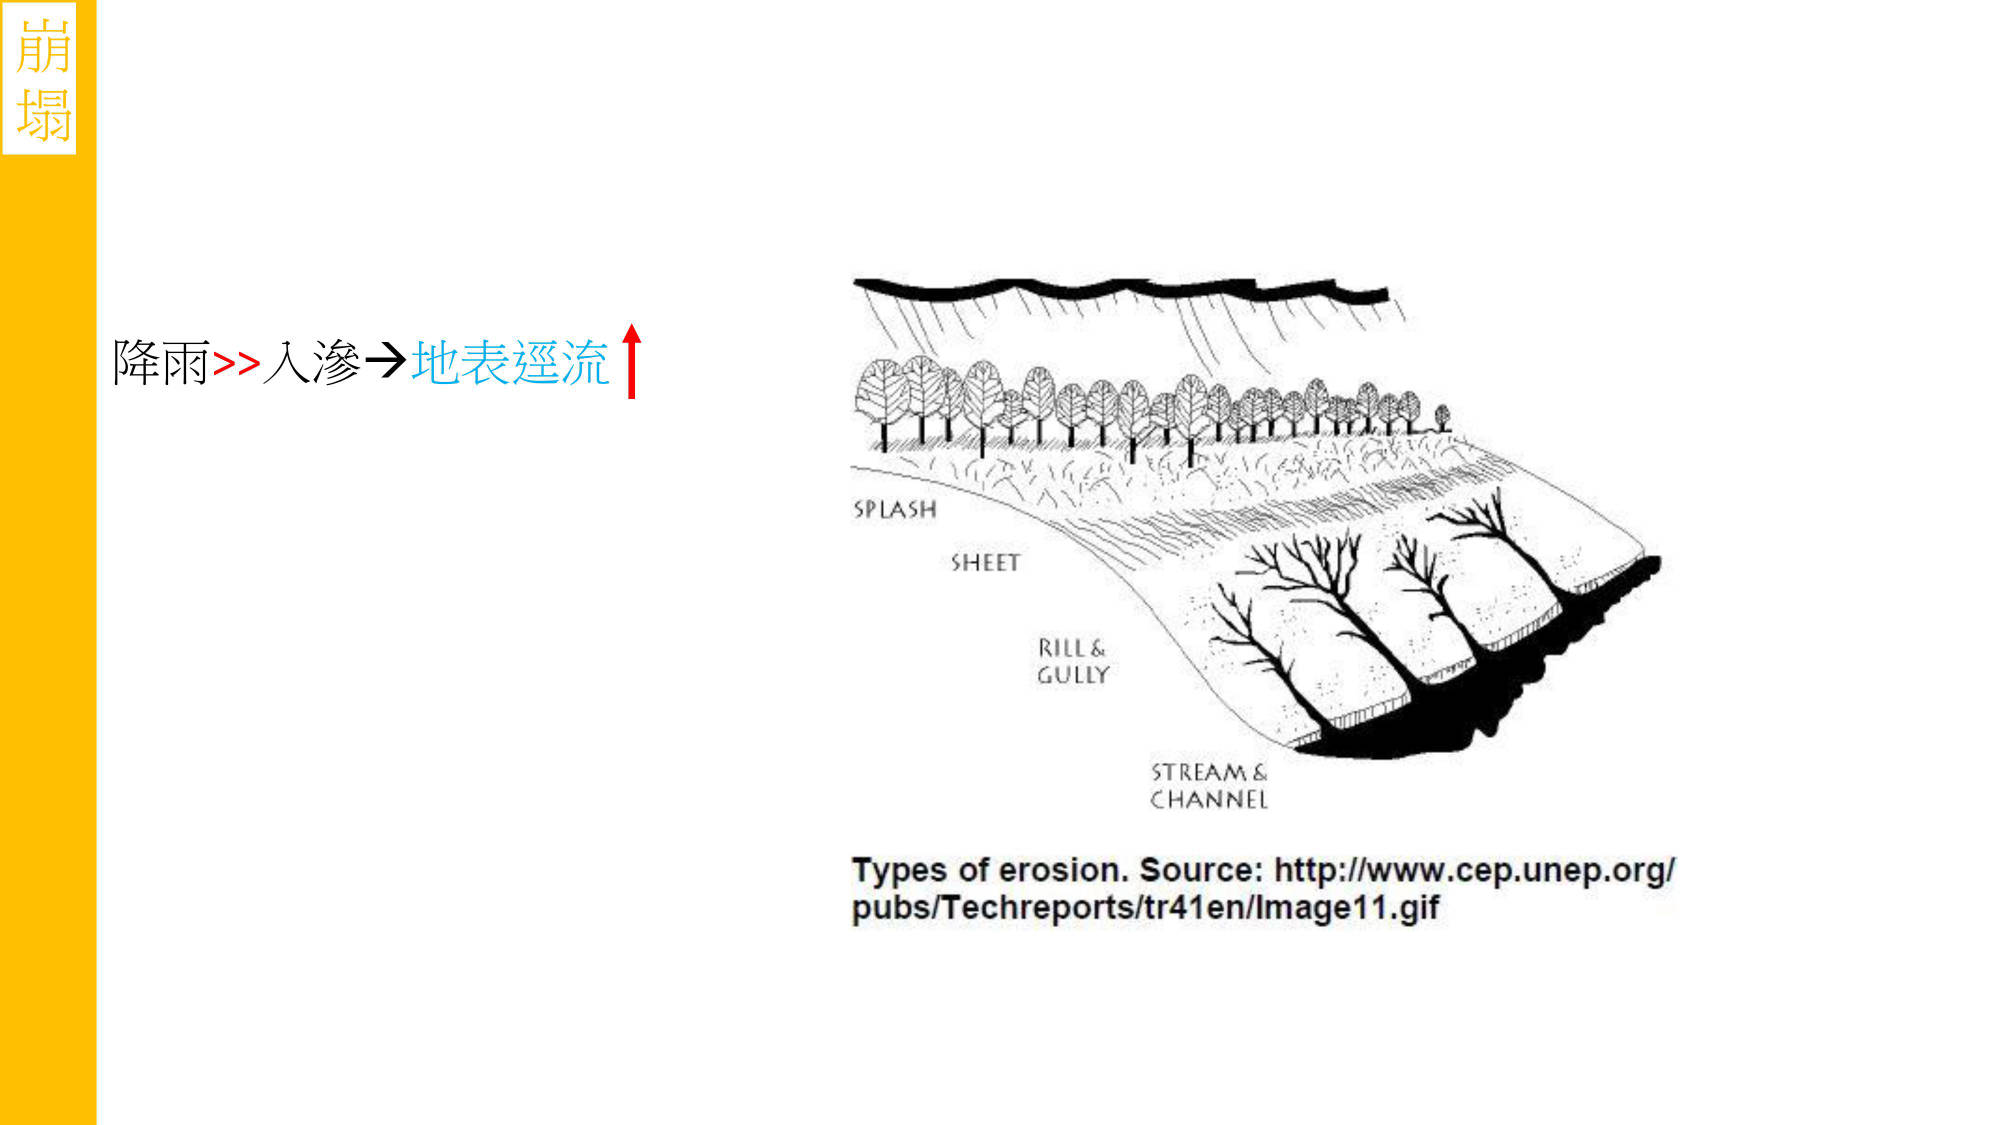 崩
塌
降雨>>入滲→地表逕流↑
SPLASH
SHEET
RILL &
GULLY
STREAM &
CHANNEL
Types of erosion. Source: http://www.cep.unep.org/
pubs/Techreports/tr41en/Image11.gif